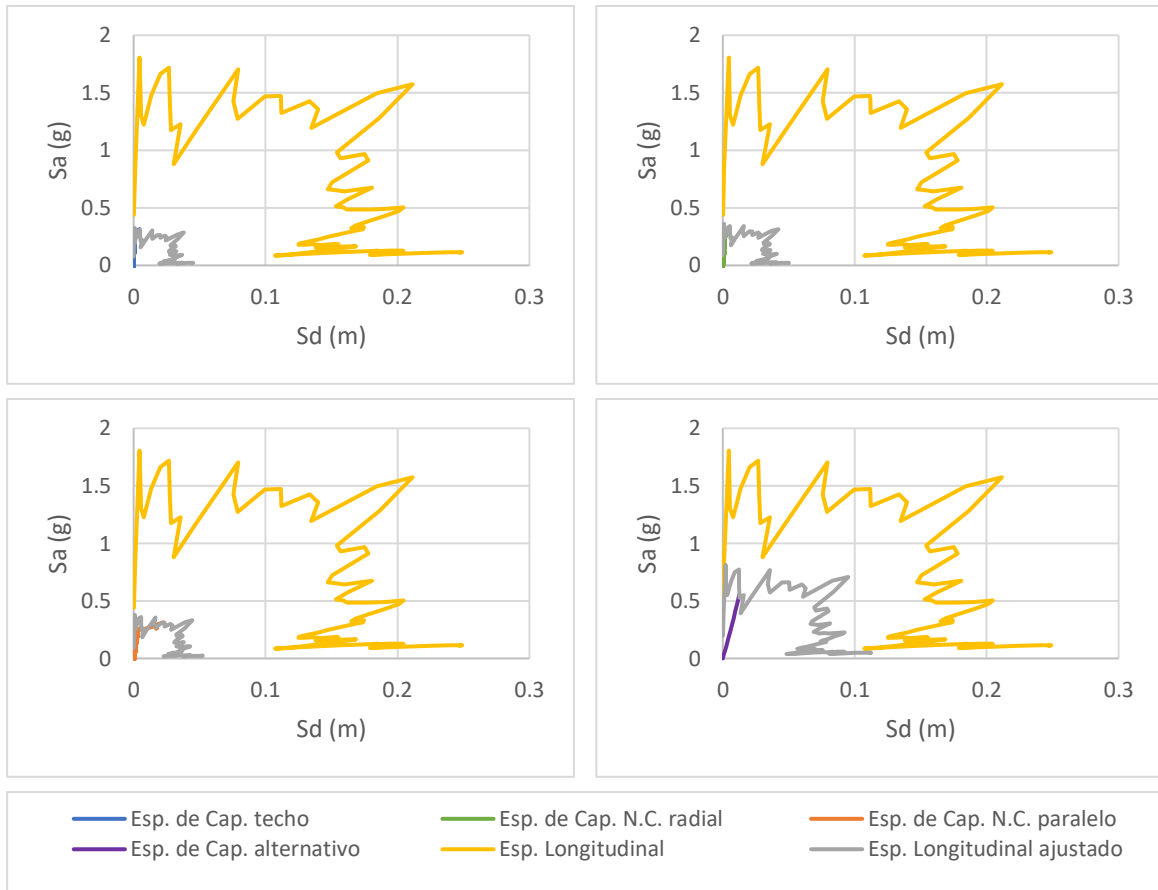 2
1.5
1
0.5
0
Sa (g)
0 0.1 0.2 0.3
Sd (m)
2
1.5
1
0.5
0
Sa (g)
0 0.1 0.2 0.3
Sd (m)
2
1.5
1
0.5
0
Sa (g)
0 0.1 0.2 0.3
Sd (m)
2
1.5
1
0.5
0
Sa (g)
0 0.1 0.2 0.3
Sd (m)
Esp. de Cap. techo Esp. de Cap. N.C. radial Esp. de Cap. N.C. paralelo
Esp. de Cap. alternativo Esp. Longitudinal Esp. Longitudinal ajustado